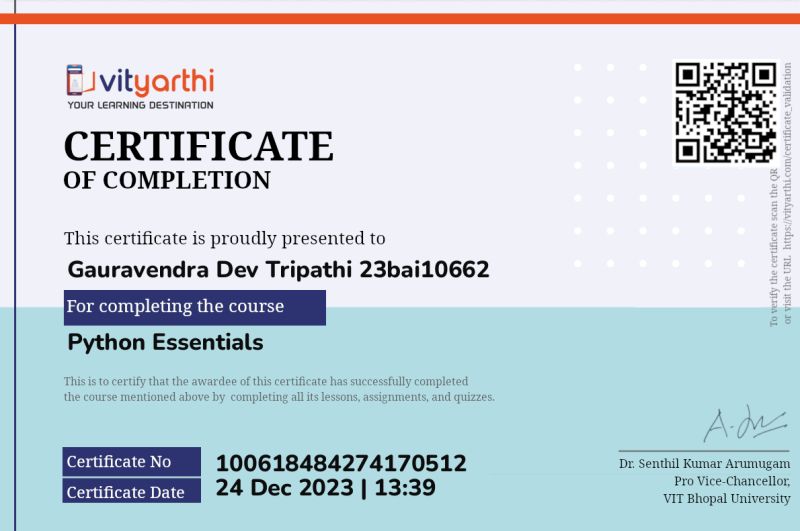 vityarthi
YOUR LEARNING DESTINATION
CERTIFICATE
OF COMPLETION
This certificate is proudly presented to
Gauravendra Dev Tripathi 23bai10662
For completing the course
Python Essentials
This is to certify that the awardee of this certificate has successfully completed
the course mentioned above by completing all its lessons, assignments, and quizzes.
Certificate No 100618484274170512
Certificate Date 24 Dec 2023 | 13:39
Dr. Senthil Kumar Arumugam
Pro Vice-Chancellor,
VIT Bhopal University
To verify the certificate scan the QR
or visit the URL https://vityarthi.com/certificate_validation